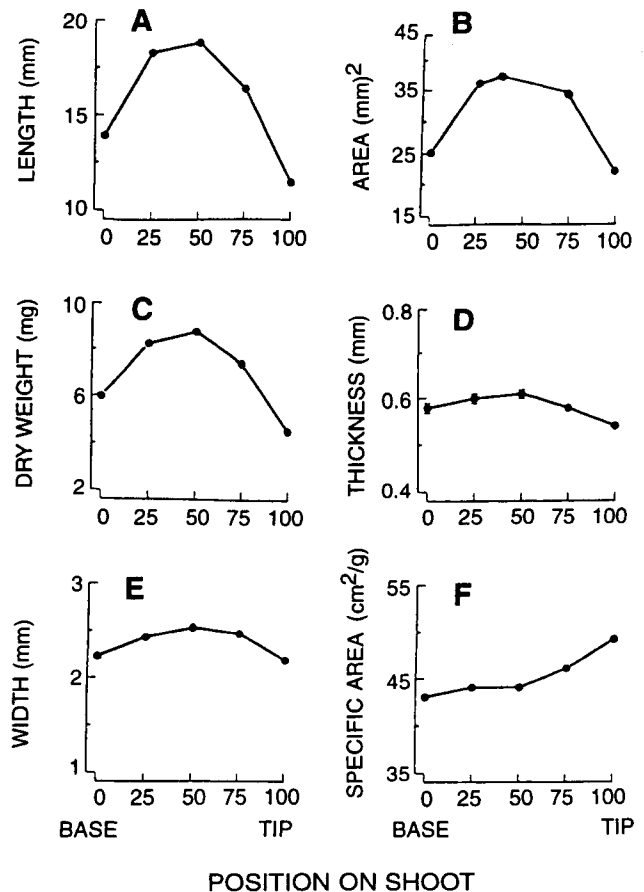 A
B
LENGTH (mm)
20
15
10
0 25 50 75 100
AREA (mm)2
45
35
25
15
0 25 50 75 100
C
D
DRY WEIGHT (mg)
10
6
2
0 25 50 75 100
THICKNESS (mm)
0.8
0.6
0.4
0 25 50 75 100
E
F
WIDTH (mm)
3
2
1
0 25 50 75 100
BASE TIP
SPECIFIC AREA (cm2/g)
55
45
35
0 25 50 75 100
BASE TIP
POSITION ON SHOOT